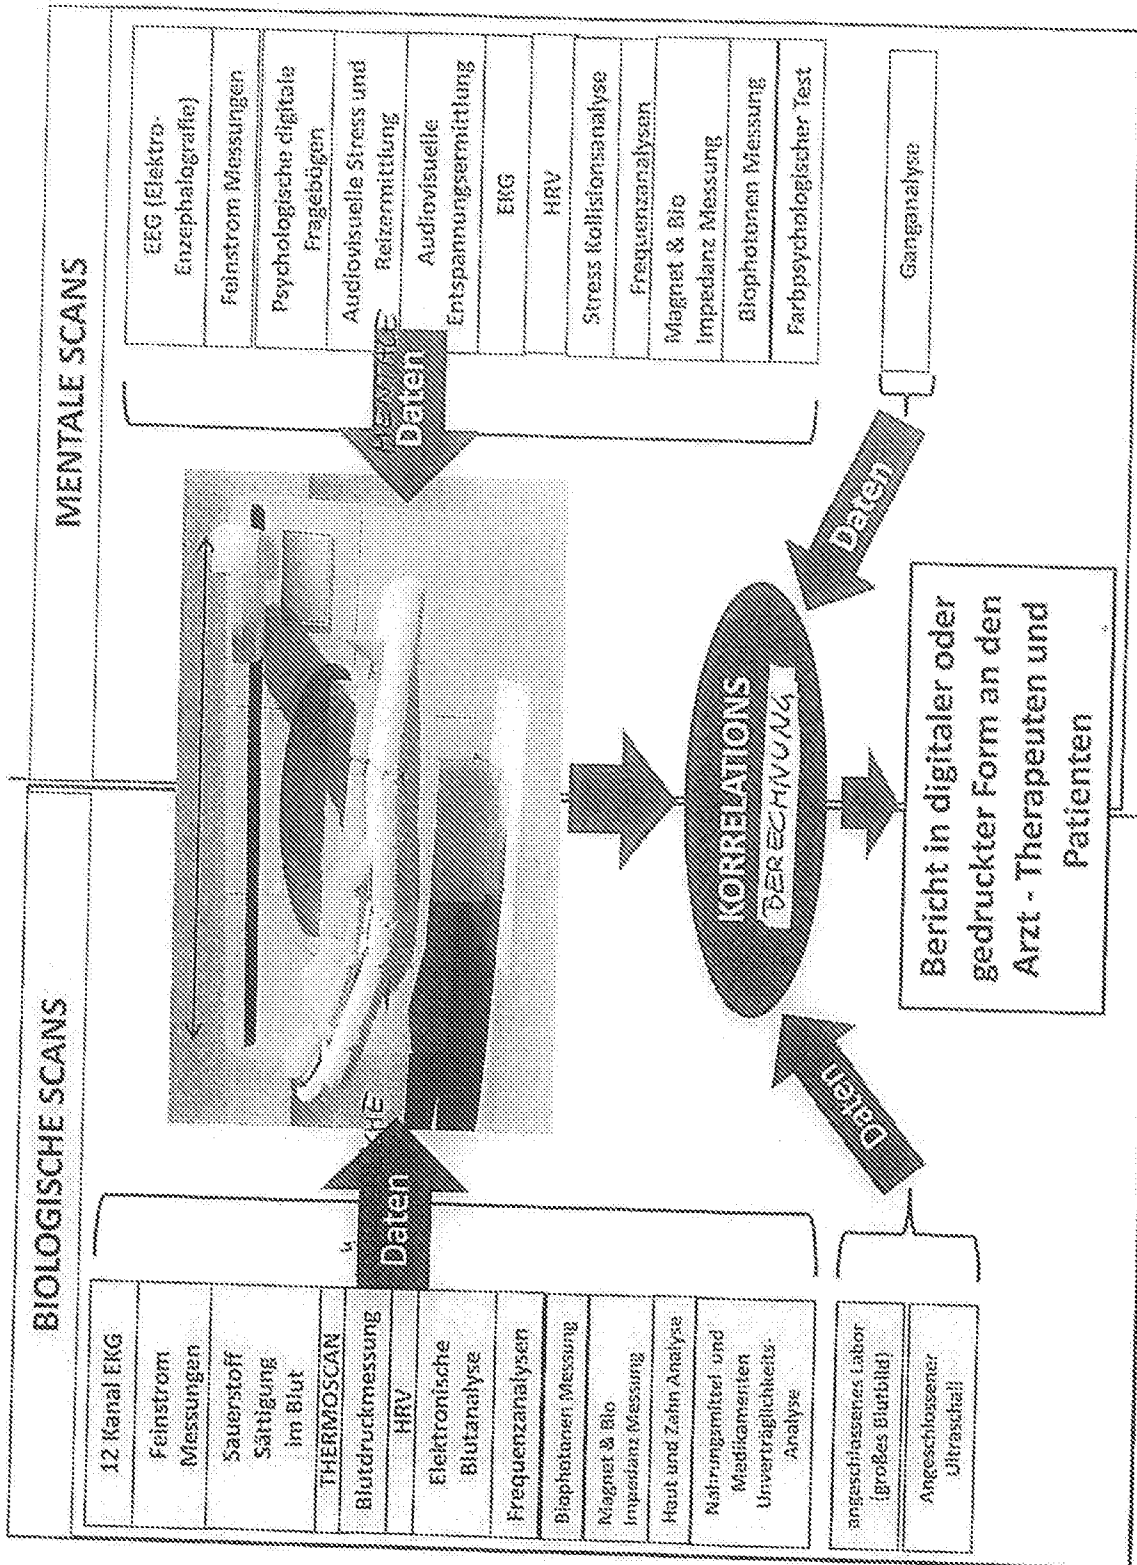 BIOLOGISCHE SCANS
12 Kanal EKG
Feinstrom
Messungen
Sauerstoff
Sättigung
im Blut
THERMOSCAN
Blutdruckmessung
HRV
Elektronische
Blutanalyse
Frequenzanalysen
Biophotonen Messung
Magnet & Bio
Impedanz Messung
Haut und Zahn Analyse
Nahrungsmittel und
Medikamenten
Unverträglichkeits-
Analyse
angeschlossenes Labor
(großes Blutbild)
Angeschlossener
Ultraschall
Daten
Daten
MENTALE SCANS
EEG (Elektro-
Enzephalografie)
Feinstrom Messungen
Psychologische digitale
Fragebögen
Audiovisuelle Stress und
Reizermittlung
Audiovisuelle
Entspannungsermittlung
EKG
HRV
Stress Kollisionsanalyse
Frequenzanalysen
Magnet & Bio
Impedanz Messung
Biophotonen Messung
Farbpsychologischer Test
Ganganalyse
Daten
Daten
KORRELATIONS
BERECHNUNG
Bericht in digitaler oder
gedruckter Form an den
Arzt - Therapeuten und
Patienten